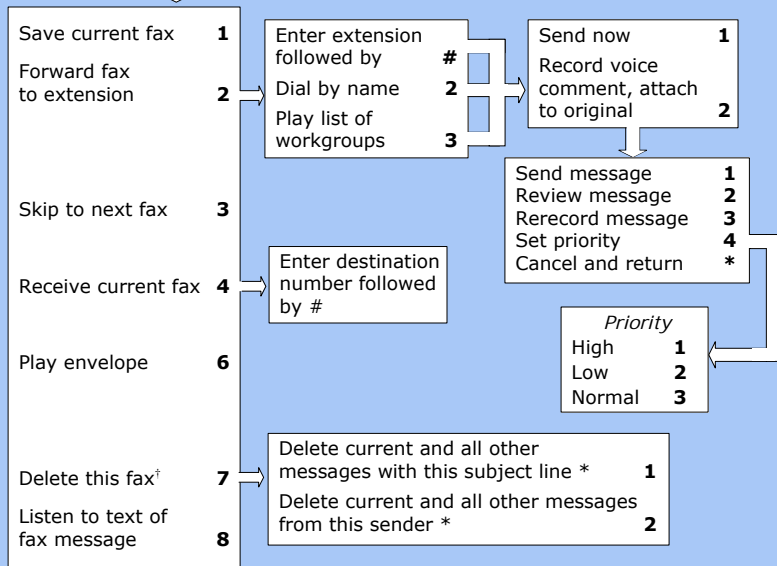 Save current fax 1
Forward fax
to extension 2
Skip to next fax 3
Receive current fax 4
Play envelope 6
Delete this fax† 7
Listen to text of
fax message 8
Enter extension
followed by #
Dial by name 2
Play list of
workgroups 3
Send now 1
Record voice
comment, attach
to original 2
Send message 1
Review message 2
Rerecord message 3
Set priority 4
Cancel and return *
Priority
High 1
Low 2
Normal 3
Enter destination
number followed
by #
Delete current and all other
messages with this subject line * 1
Delete current and all other messages
from this sender * 2